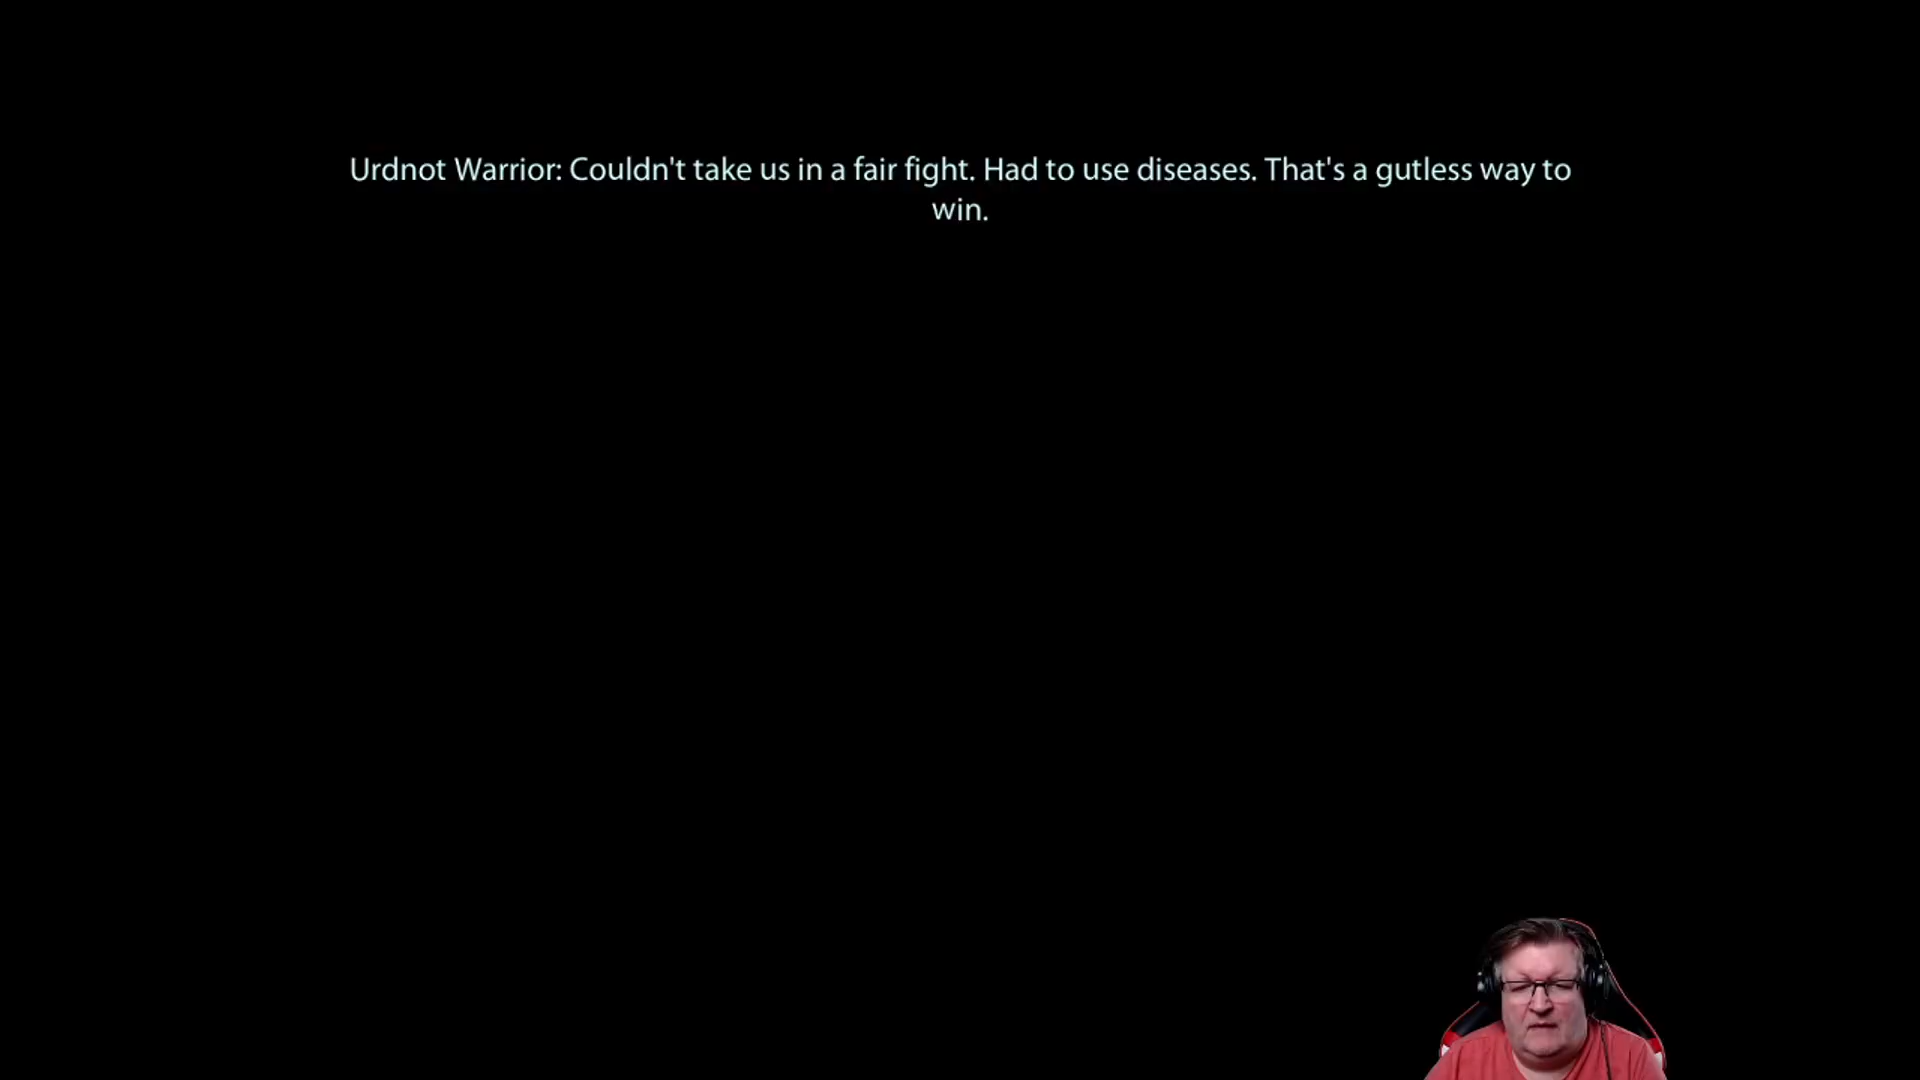 Urdnot Warrior: Couldn't take us in a fair fight. Had to use diseases. That's a gutless way to
win.